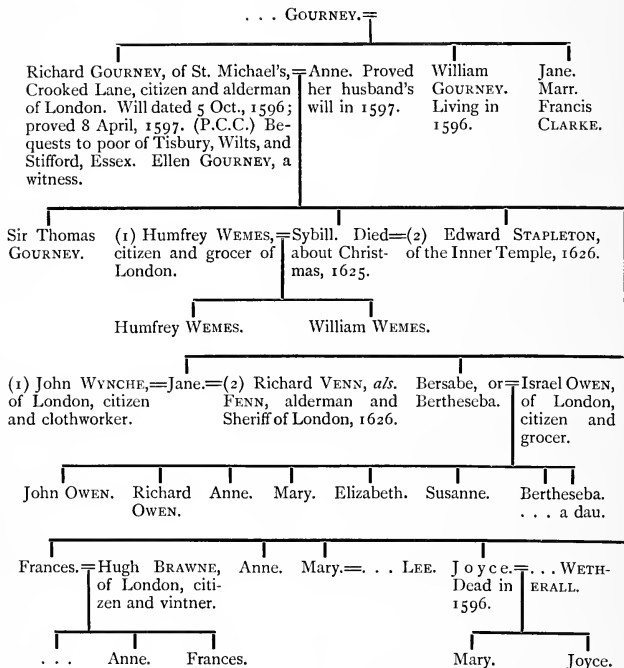 . . . GOURNEY.=
Richard GOURNEY, of St. Michael's,
Crooked Lane, citizen and alderman
of London. Will dated 5 Oct., 1596;
proved 8 April, 1597. (P.C.C.) Be-
quests to poor of Tisbury, Wilts, and
Stifford, Essex. Ellen GOURNEY, a
witness.
=Anne. Proved
her husband's
will in 1597.
William
GOURNEY.
Living in
1596.
Jane.
Marr.
Francis
CLARKE.
Sir Thomas
GOURNEY.
(1) Humfrey WEMES,
citizen and grocer of
London.
=Sybill. Died
about Christ-
mas, 1625.
=(2) Edward STAPLETON,
of the Inner Temple, 1626.
Humfrey WEMES.
William WEMES.
(1) John WYNCHE,
of London, citizen
and clothworker.
=Jane.=
(2) Richard VENN, als.
FENN, alderman and
Sheriff of London, 1626.
Bersabe, or
Bertheseba.
=Israel OWEN,
of London,
citizen and
grocer.
John OWEN.
Richard
OWEN.
Anne.
Mary.
Elizabeth.
Susanne.
Bertheseba.
. . . a dau.
Frances.
=Hugh BRAWNE,
of London, citi-
zen and vintner.
Anne.
Mary.=. . . LEE.
Joyce.
Dead in
1596.
=. . . WETH-
ERALL.
. . .
Anne.
Frances.
Mary.
Joyce.